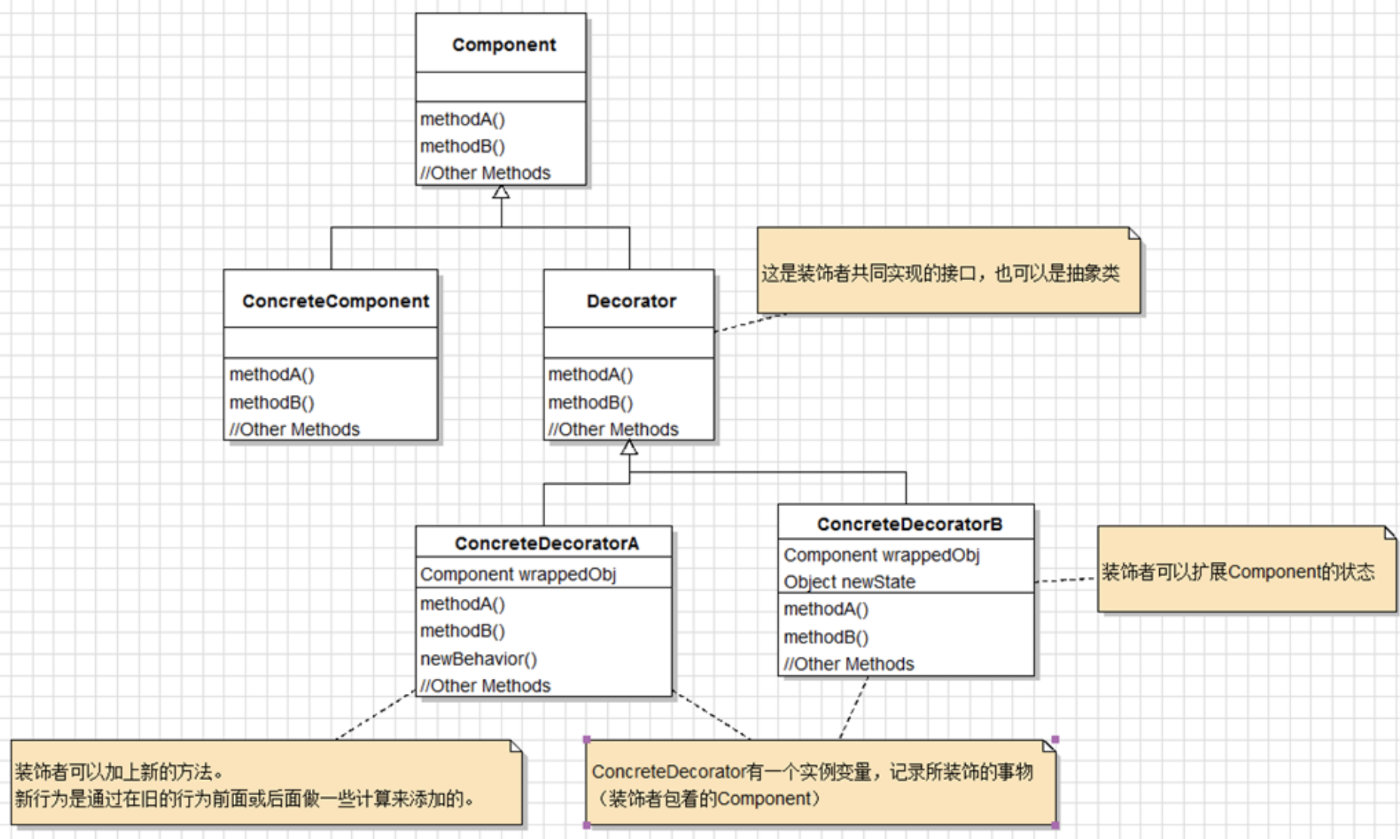 Component
methodA()
methodB()
//Other Methods
这是装饰者共同实现的接口，也可以是抽象类
ConcreteComponent
methodA()
methodB()
//Other Methods
Decorator
methodA()
methodB()
//Other Methods
ConcreteDecoratorA
Component wrappedObj
methodA()
methodB()
newBehavior()
//Other Methods
ConcreteDecoratorB
Component wrappedObj
Object newState
methodA()
methodB()
//Other Methods
装饰者可以扩展Component的状态
装饰者可以加上新的方法。
新行为是通过在旧的行为前面或后面做一些计算来添加的。
ConcreteDecorator有一个实例变量，记录所装饰的事物
（装饰者包着的Component）